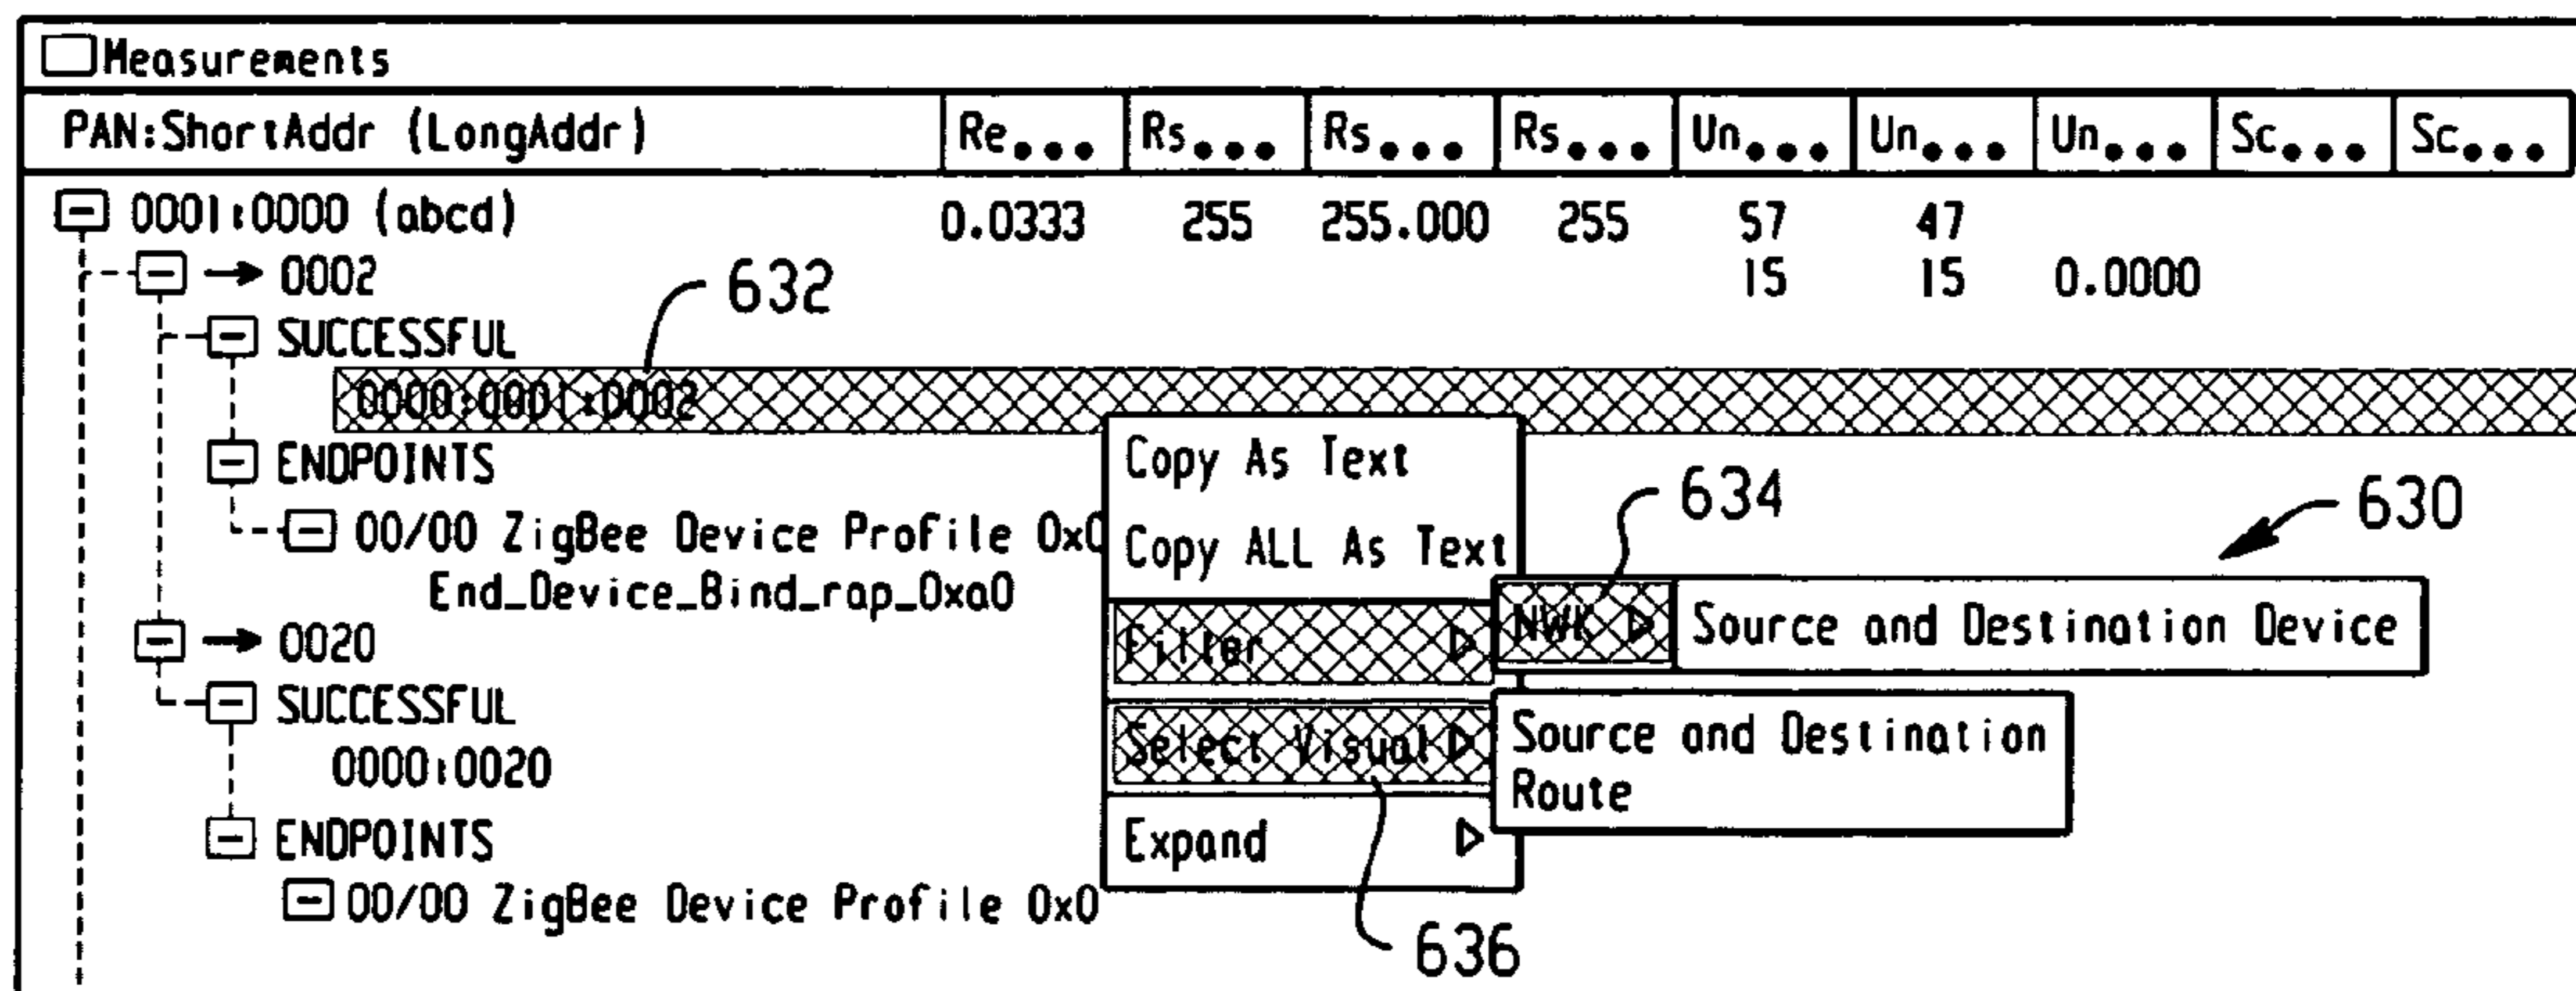 Measurements
PAN:ShortAddr (LongAddr) Re... Rs... Rs... Rs... Un... Un... Un... Sc... Sc...
0001:0000 (abcd) 0.0333 255 255.000 255 57 47
→ 0002 15 15 0.0000
632
SUCCESSFUL
0000:0001:0002
ENDPOINTS
Copy As Text
634
630
00/00 ZigBee Device Profile 0x0
Copy ALL As Text
End_Device_Bind_rap_0xa0
→ 0020
Filter ▷ NWK ▷ Source and Destination Device
SUCCESSFUL
Select Visual ▷ Source and Destination
Route
0000:0020
ENDPOINTS
Expand ▷
00/00 ZigBee Device Profile 0x0
636